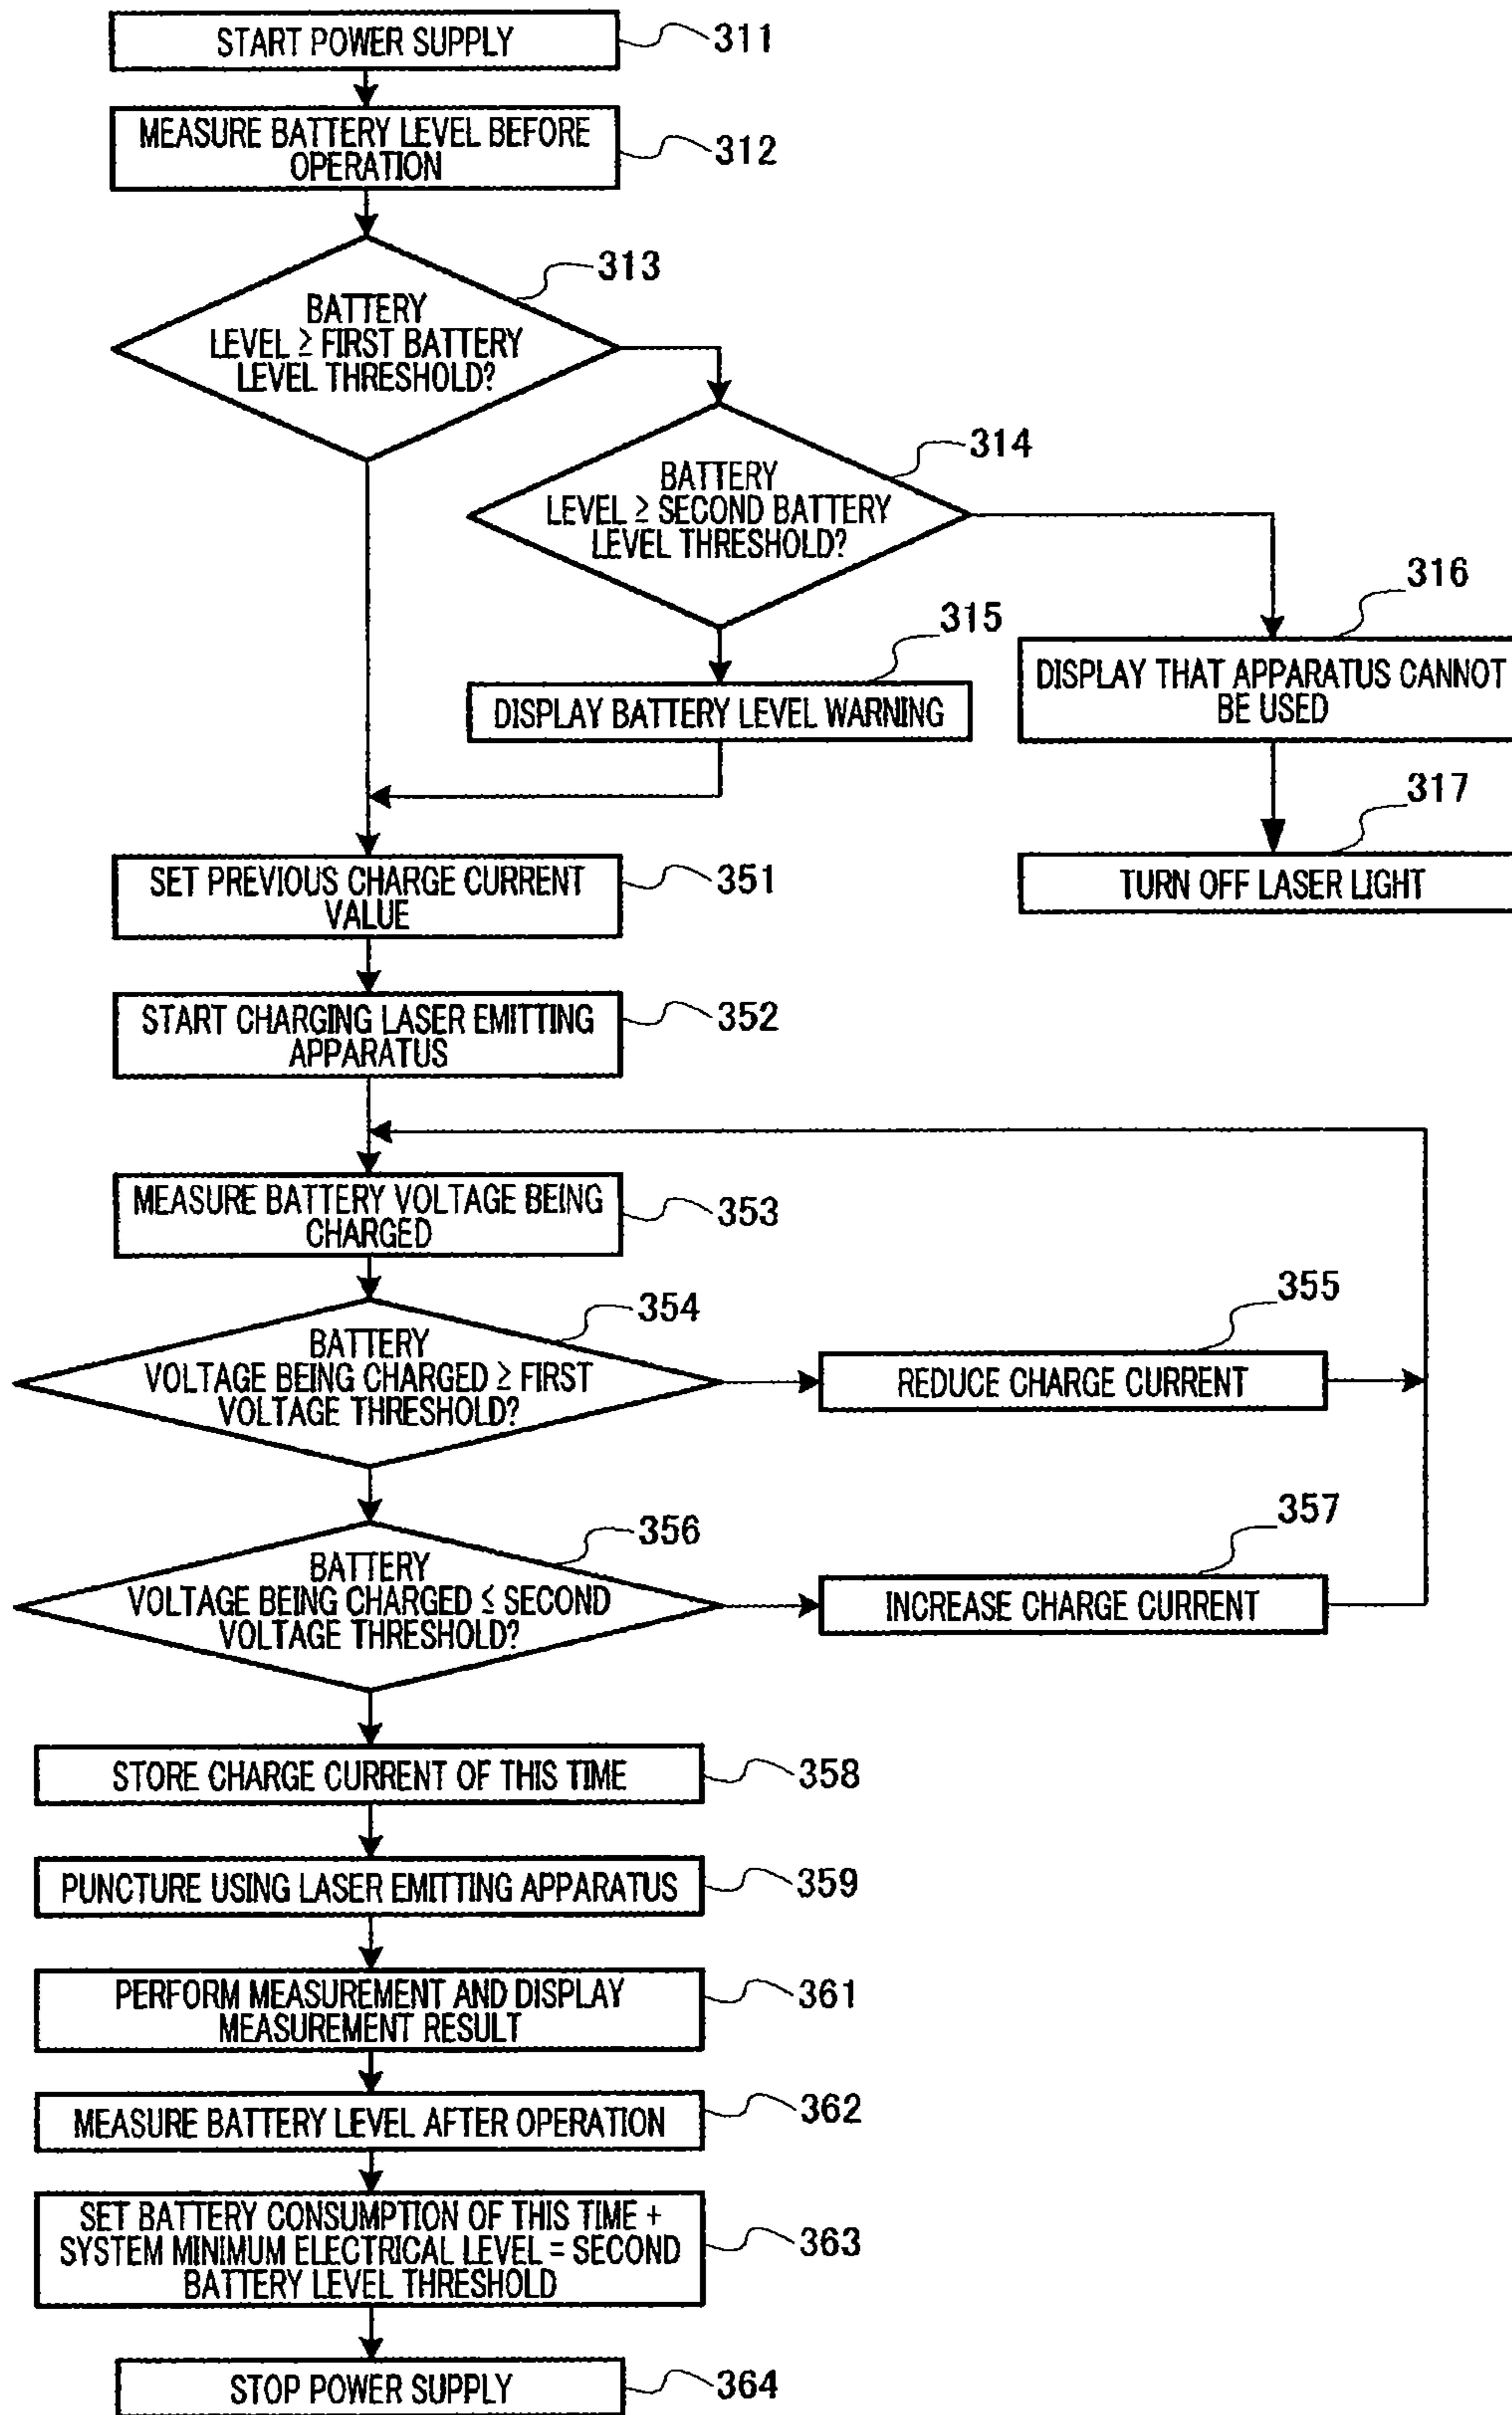 START POWER SUPPLY
311
MEASURE BATTERY LEVEL BEFORE
OPERATION
312
313
BATTERY
LEVEL ≥ FIRST BATTERY
LEVEL THRESHOLD?
314
BATTERY
LEVEL ≥ SECOND BATTERY
LEVEL THRESHOLD?
315
DISPLAY BATTERY LEVEL WARNING
316
DISPLAY THAT APPARATUS CANNOT
BE USED
317
TURN OFF LASER LIGHT
SET PREVIOUS CHARGE CURRENT
VALUE
351
START CHARGING LASER EMITTING
APPARATUS
352
MEASURE BATTERY VOLTAGE BEING
CHARGED
353
354
BATTERY
VOLTAGE BEING CHARGED ≥ FIRST
VOLTAGE THRESHOLD?
355
REDUCE CHARGE CURRENT
356
BATTERY
VOLTAGE BEING CHARGED ≤ SECOND
VOLTAGE THRESHOLD?
357
INCREASE CHARGE CURRENT
STORE CHARGE CURRENT OF THIS TIME
358
PUNCTURE USING LASER EMITTING APPARATUS
359
PERFORM MEASUREMENT AND DISPLAY
MEASUREMENT RESULT
361
MEASURE BATTERY LEVEL AFTER OPERATION
362
SET BATTERY CONSUMPTION OF THIS TIME +
SYSTEM MINIMUM ELECTRICAL LEVEL = SECOND
BATTERY LEVEL THRESHOLD
363
STOP POWER SUPPLY
364